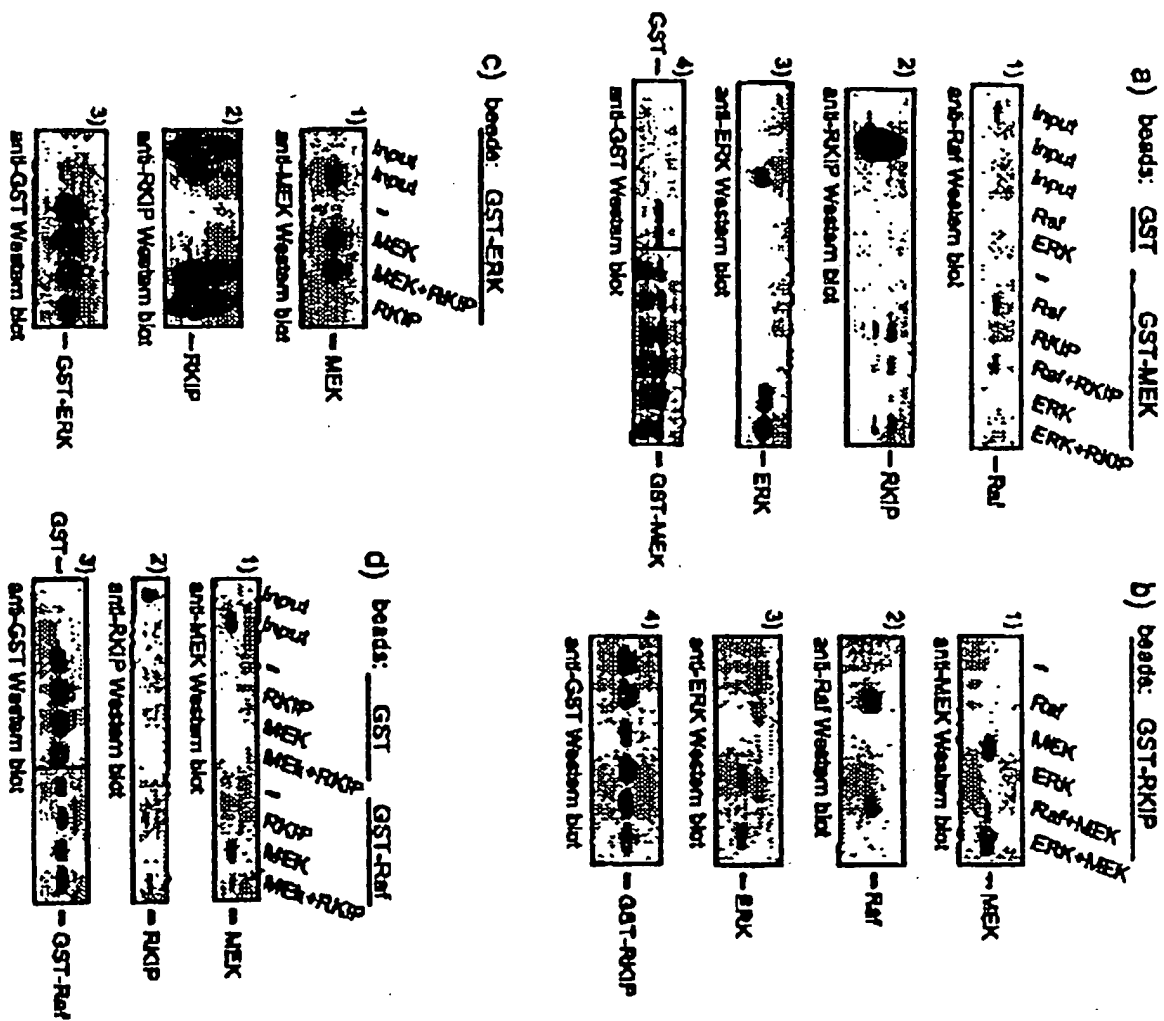 a) beads: GST GST-MEK
Input Input Input Raf ERK - Raf RKIP Raf+RKIP ERK ERK+RKIP
1) – Raf
anti-Raf Western blot
2) – RKIP
anti-RKIP Western blot
3) – ERK
anti-ERK Western blot
4) GST – – GST-MEK
anti-GST Western blot
b) beads: GST-RKIP
- Raf MEK ERK Raf+MEK ERK+MEK
1) – MEK
anti-MEK Western blot
2) – Raf
anti-Raf Western blot
3) – ERK
anti-ERK Western blot
4) – GST-RKIP
anti-GST Western blot
c) beads: GST-ERK
Input Input - MEK MEK+RKIP RKIP
1) – MEK
anti-MEK Western blot
2) – RKIP
anti-RKIP Western blot
3) – GST-ERK
anti-GST Western blot
d) beads: GST GST-Raf
Input Input - RKIP MEK MEK+RKIP - RKIP MEK MEK+RKIP
1) – MEK
anti-MEK Western blot
2) – RKIP
anti-RKIP Western blot
3) GST – – GST-Raf
anti-GST Western blot